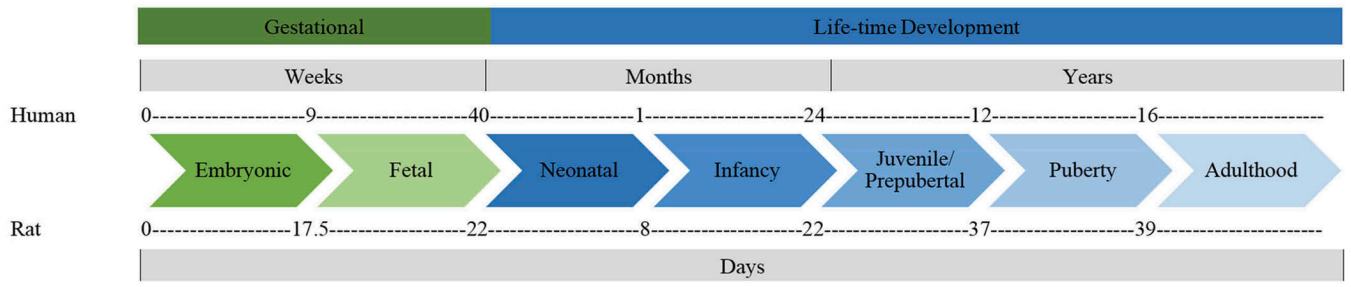 Gestational Life-time Development
Weeks Months Years
Human 0--------------------9--------------------40--------------------1--------------------24--------------------12--------------------16----------------------
Embryonic Fetal Neonatal Infancy Juvenile/
Prepubertal Puberty Adulthood
Rat 0-------------------17.5-------------------22--------------------8--------------------22--------------------37--------------------39----------------------
Days